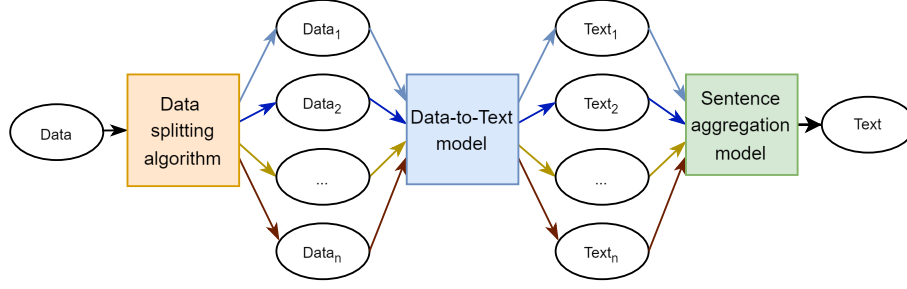 Data
Data
splitting
algorithm
Data1
Data2
...
Datan
Data-to-Text
model
Text1
Text2
...
Textn
Sentence
aggregation
model
Text